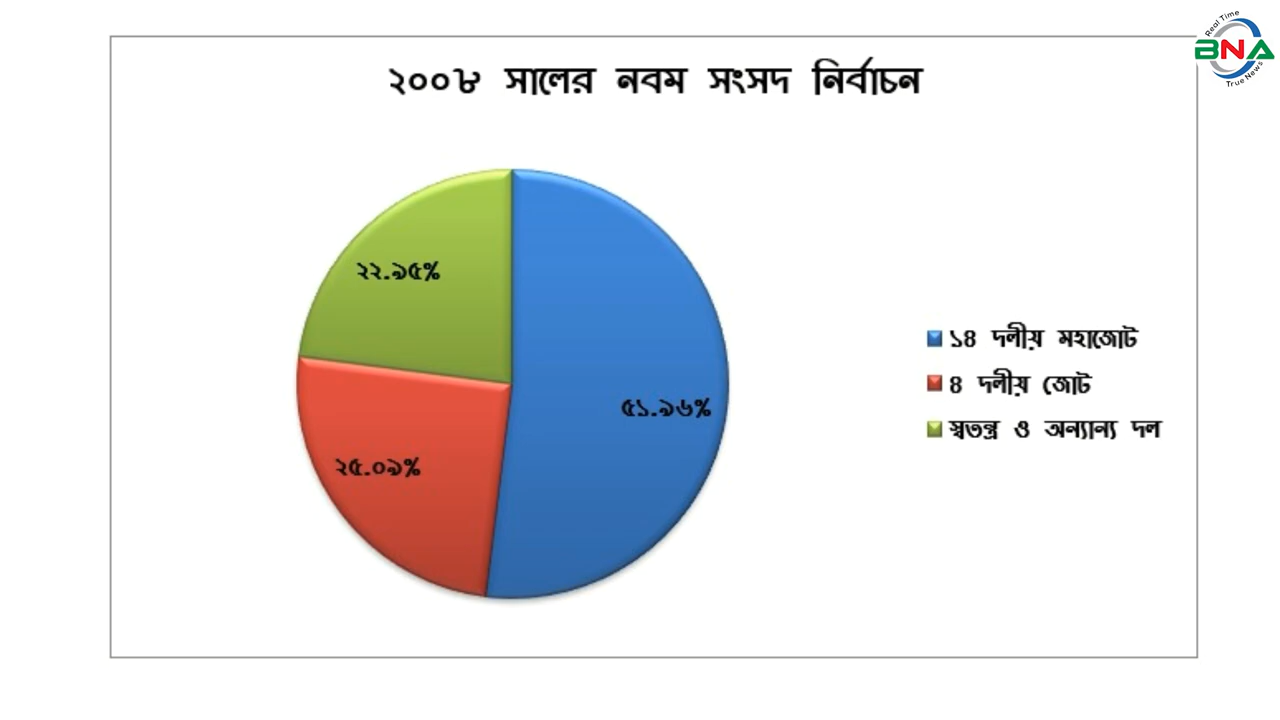 Real Time
BNA
True News
২০০৮ সালের নবম সংসদ নির্বাচন
২২.৯৫%
৫১.৯৬%
২৫.০৯%
১৪ দলীয় মহাজোট
৪ দলীয় জোট
স্বতন্ত্র ও অন্যান্য দল